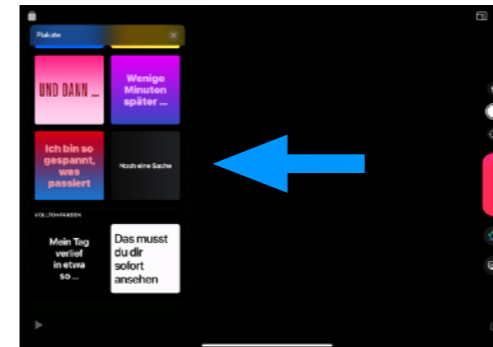 Plakate
UND DANN ...
Wenige
Minuten
später ...
Ich bin so
gespannt,
was
passiert
Noch eine Sache
VOLLTONFARBEN
Mein Tag
verlief
in etwa
so ...
Das musst
du dir
sofort
ansehen